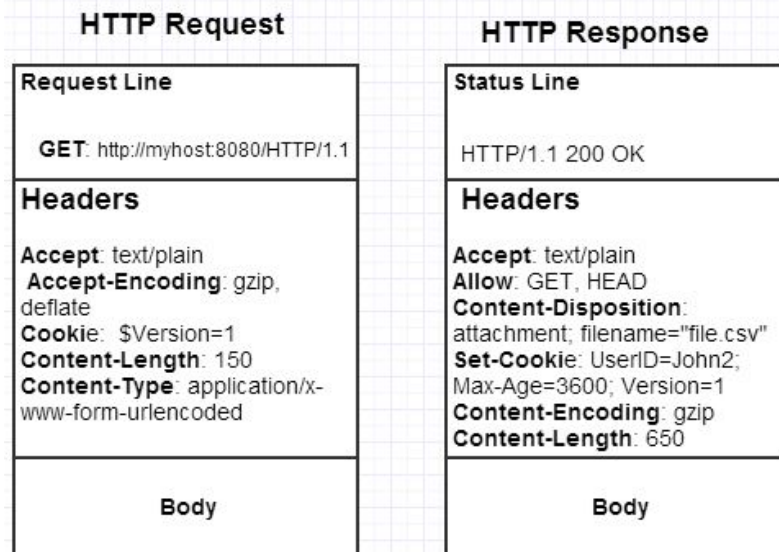 HTTP Request
Request Line
GET: http://myhost:8080/HTTP/1.1
Headers
Accept: text/plain
Accept-Encoding: gzip,
deflate
Cookie: $Version=1
Content-Length: 150
Content-Type: application/x-
www-form-urlencoded
Body
HTTP Response
Status Line
HTTP/1.1 200 OK
Headers
Accept: text/plain
Allow: GET, HEAD
Content-Disposition:
attachment; filename="file.csv"
Set-Cookie: UserID=John2;
Max-Age=3600; Version=1
Content-Encoding: gzip
Content-Length: 650
Body